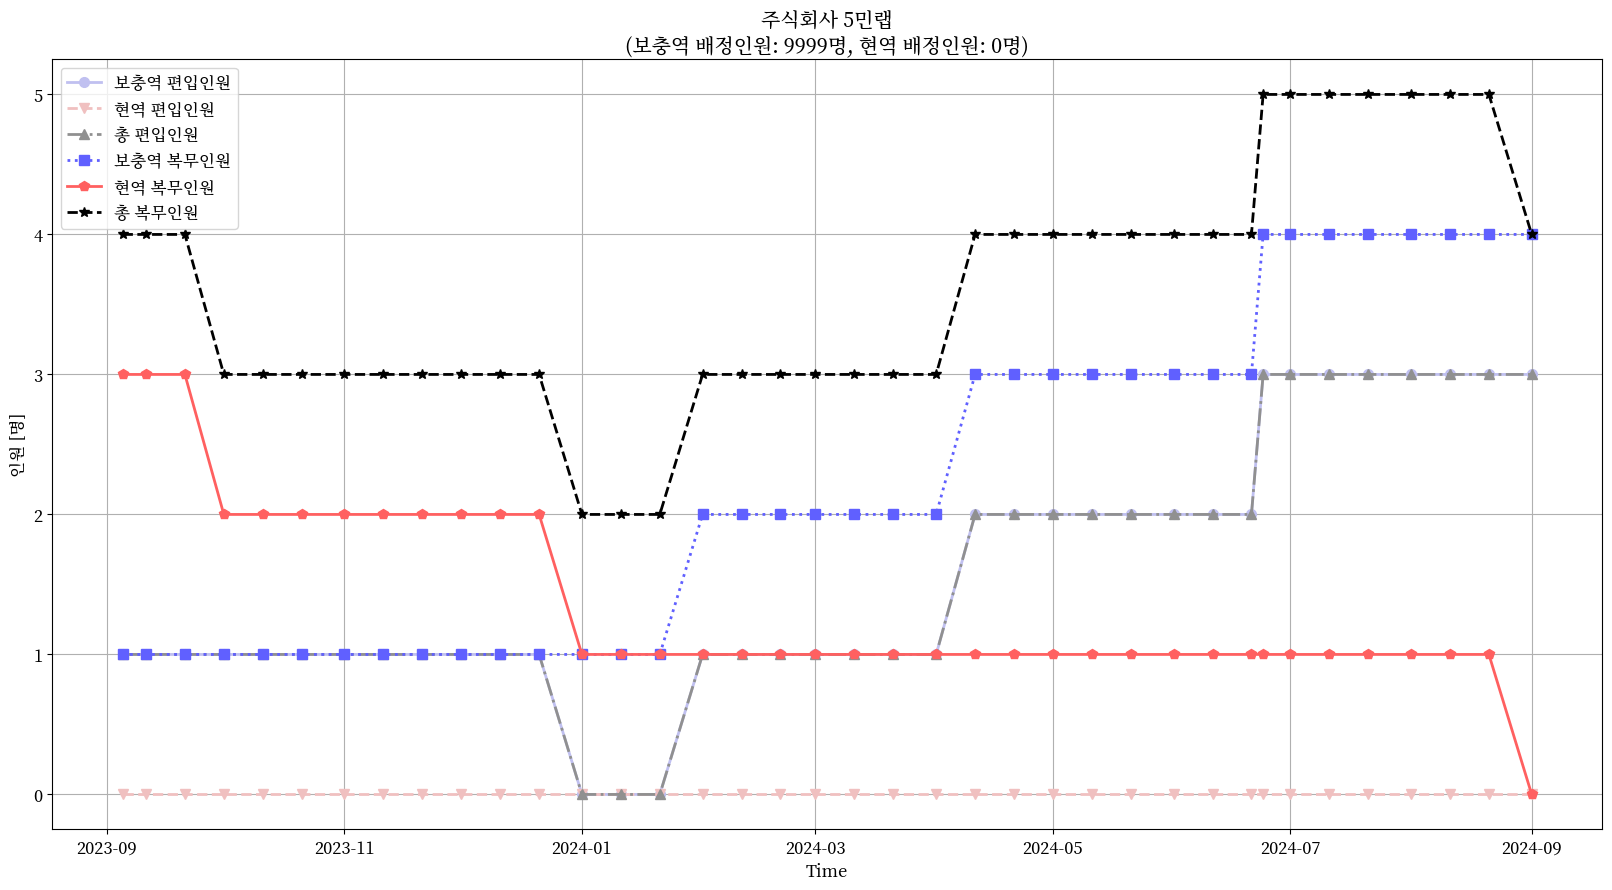 주식회사 5민랩
(보충역 배정인원: 9999명, 현역 배정인원: 0명)
보충역 편입인원
현역 편입인원
총 편입인원
보충역 복무인원
현역 복무인원
총 복무인원
인원 [명]
5
4
3
2
1
0
2023-09
2023-11
2024-01
2024-03
2024-05
2024-07
2024-09
Time